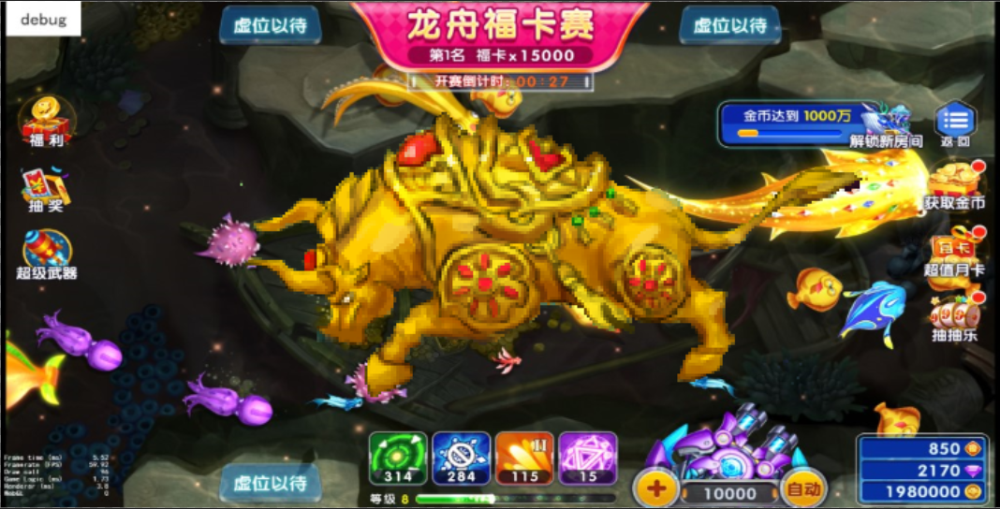 debug
虚位以待
龙舟福卡赛
虚位以待
第1名 福卡x15000
开赛倒计时:00:27
金币达到 1000万
解锁新房间
返回
福利
抽奖
获取金币
月卡
超级武器
超值月卡
抽抽乐
Frame time (ms) 5.52
Framerate (FPS) 59.92
Draw call
Game Logic (ms) 1.73
Renderer (ms) 3.8
WebGL 0
虚位以待
314
284
115
15
等级 8
10000
自动
850
2170
1980000